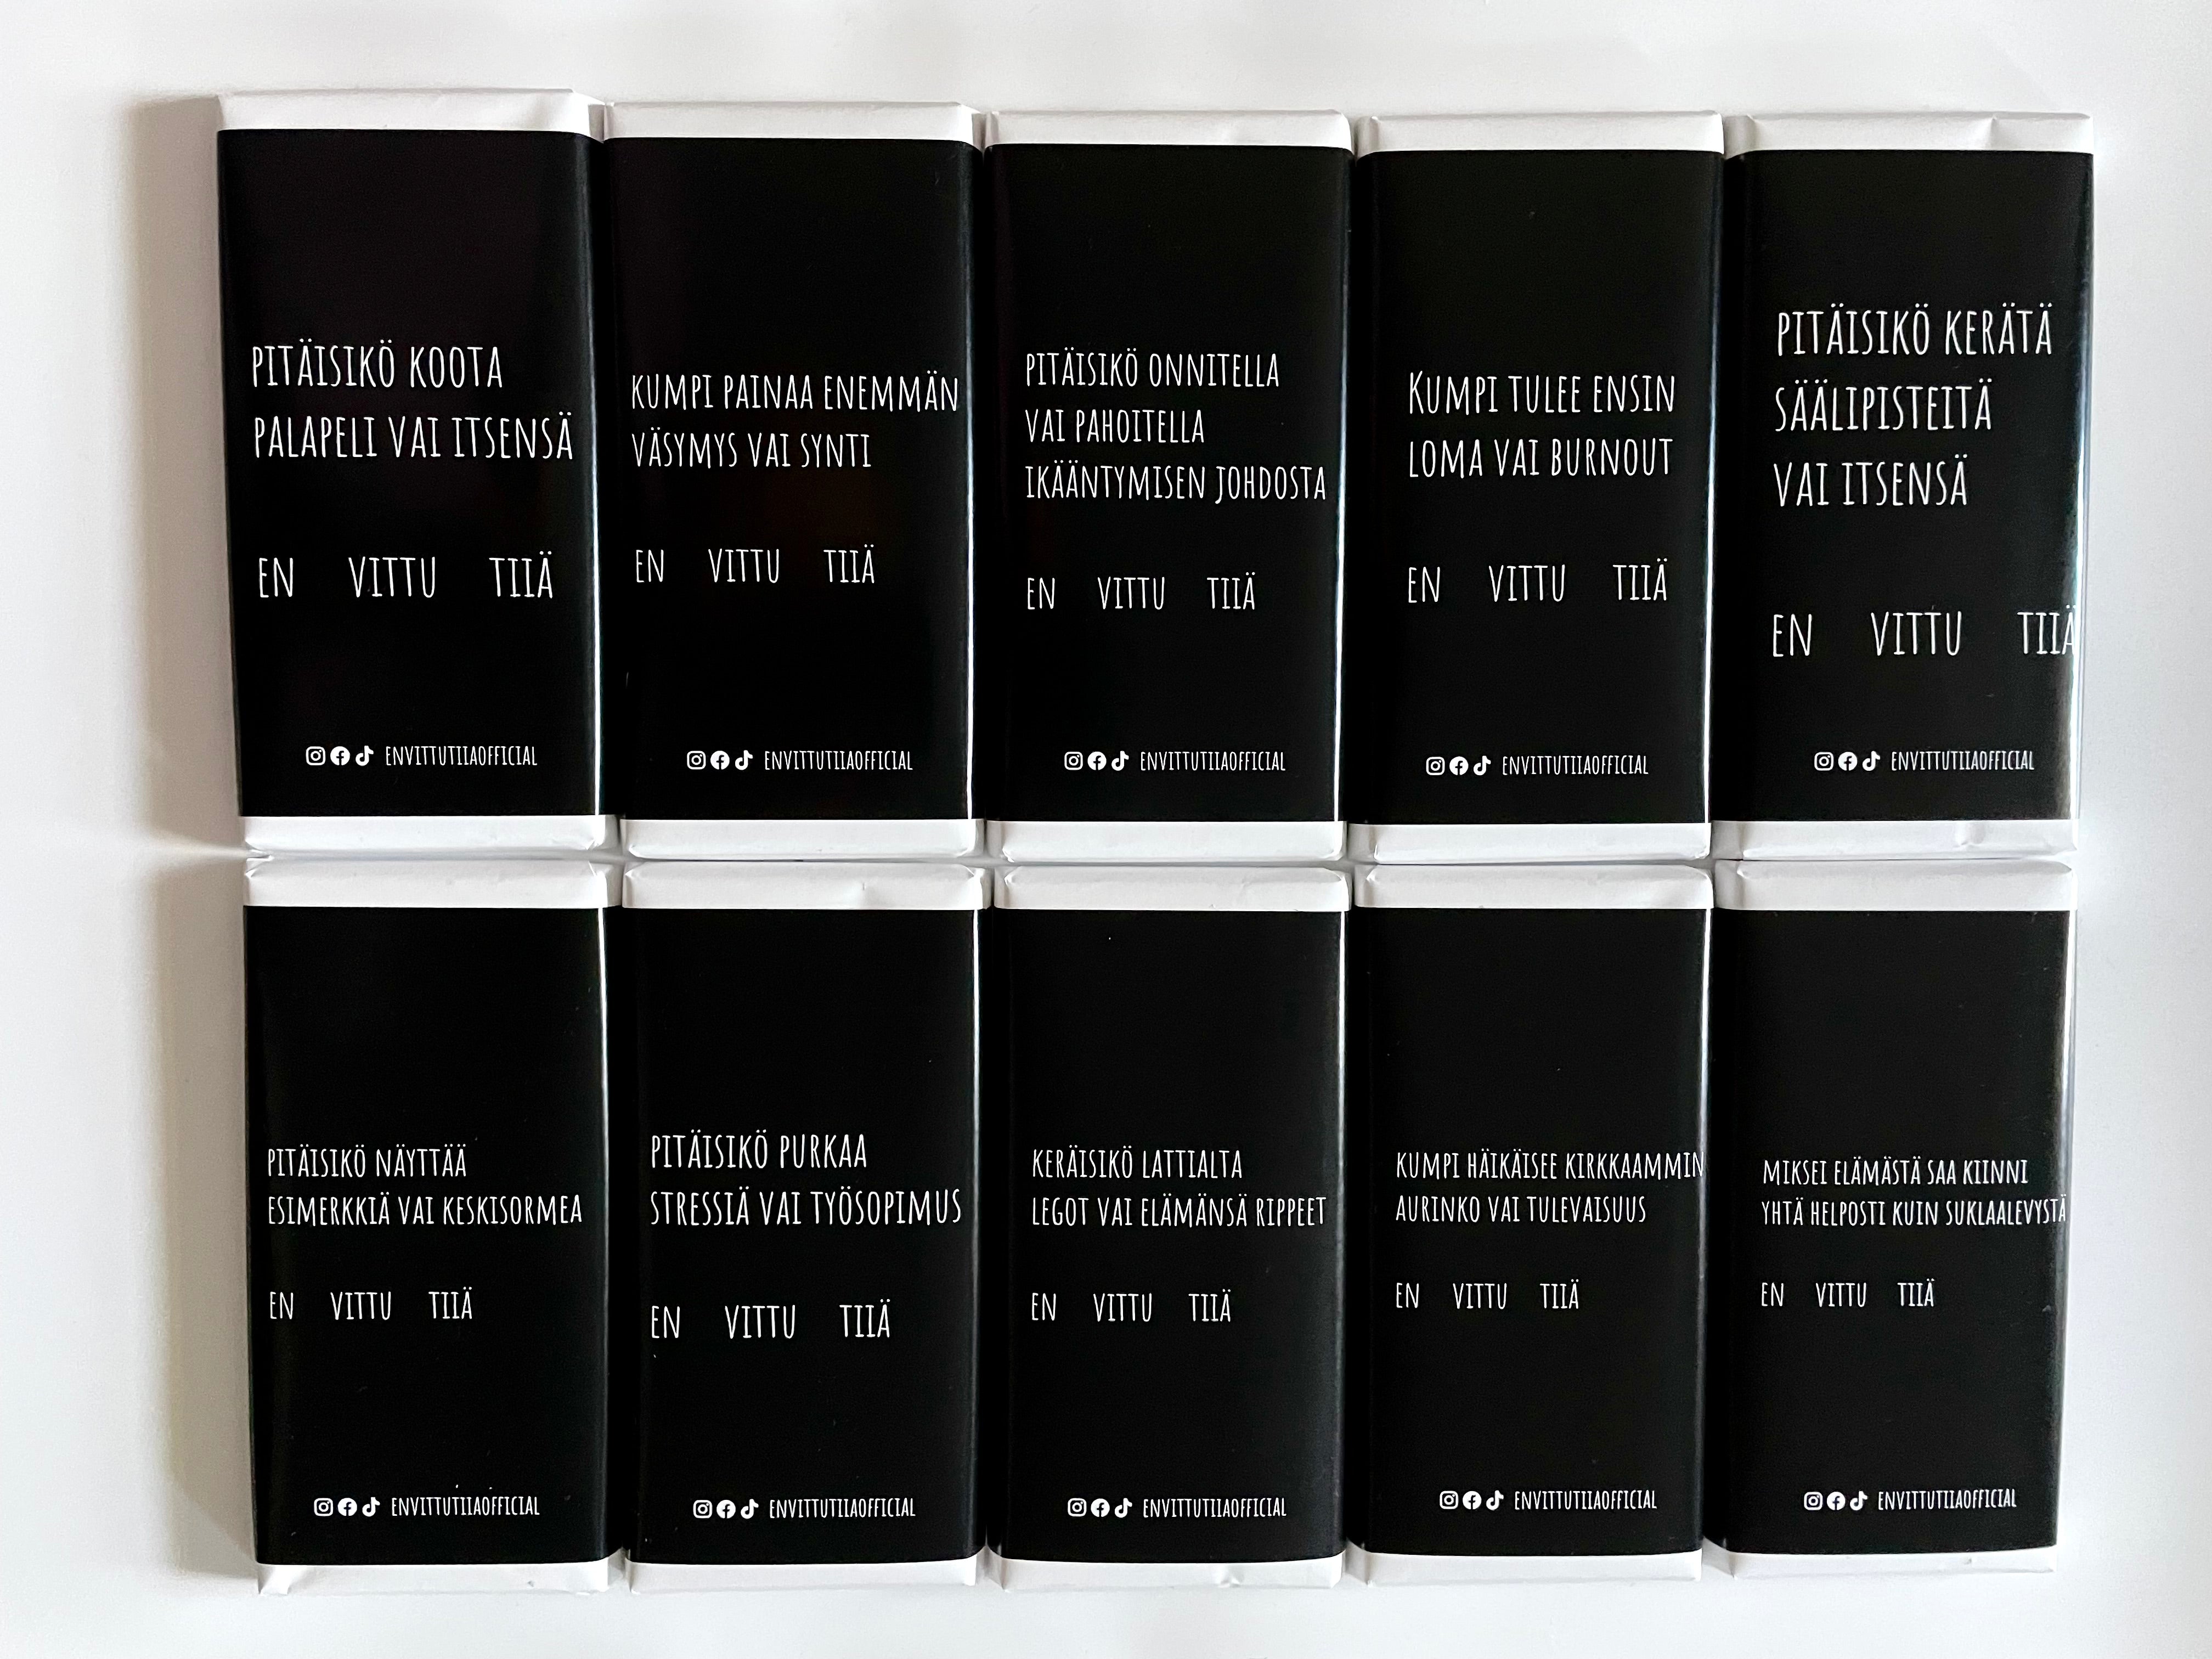 PITÄISIKÖ KOOTA
PALAPELI VAI ITSENSÄ
EN VITTU TIIÄ
ENVITTUTIIAOFFICIAL
KUMPI PAINAA ENEMMÄN
VÄSYMYS VAI SYNTI
EN VITTU TIIÄ
ENVITTUTIIAOFFICIAL
PITÄISIKÖ ONNITELLA
VAI PAHOITELLA
IKÄÄNTYMISEN JOHDOSTA
EN VITTU TIIÄ
ENVITTUTIIAOFFICIAL
KUMPI TULEE ENSIN
LOMA VAI BURNOUT
EN VITTU TIIÄ
ENVITTUTIIAOFFICIAL
PITÄISIKÖ KERÄTÄ
SÄÄLIPISTEITÄ
VAI ITSENSÄ
EN VITTU TIIÄ
ENVITTUTIIAOFFICIAL
PITÄISIKÖ NÄYTTÄÄ
ESIMERKKIÄ VAI KESKISORMEA
EN VITTU TIIÄ
ENVITTUTIIAOFFICIAL
PITÄISIKÖ PURKAA
STRESSIÄ VAI TYÖSOPIMUS
EN VITTU TIIÄ
ENVITTUTIIAOFFICIAL
KERÄISIKÖ LATTIALTA
LEGOT VAI ELÄMÄNSÄ RIPPEET
EN VITTU TIIÄ
ENVITTUTIIAOFFICIAL
KUMPI HÄIKÄISEE KIRKKAAMMIN
AURINKO VAI TULEVAISUUS
EN VITTU TIIÄ
ENVITTUTIIAOFFICIAL
MIKSEI ELÄMÄSTÄ SAA KIINNI
YHTÄ HELPOSTI KUIN SUKLAALEVYSTÄ
EN VITTU TIIÄ
ENVITTUTIIAOFFICIAL